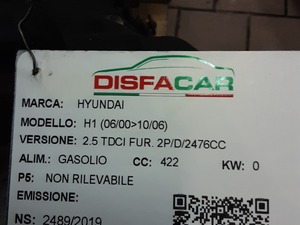 DISFACAR
MARCA: HYUNDAI
MODELLO: H1 (06/00>10/06)
VERSIONE: 2.5 TDCI FUR. 2P/D/2476CC
ALIM.: GASOLIO CC: 422 KW: 0
P5: NON RILEVABILE
EMISSIONE:
NS: 2489/2019